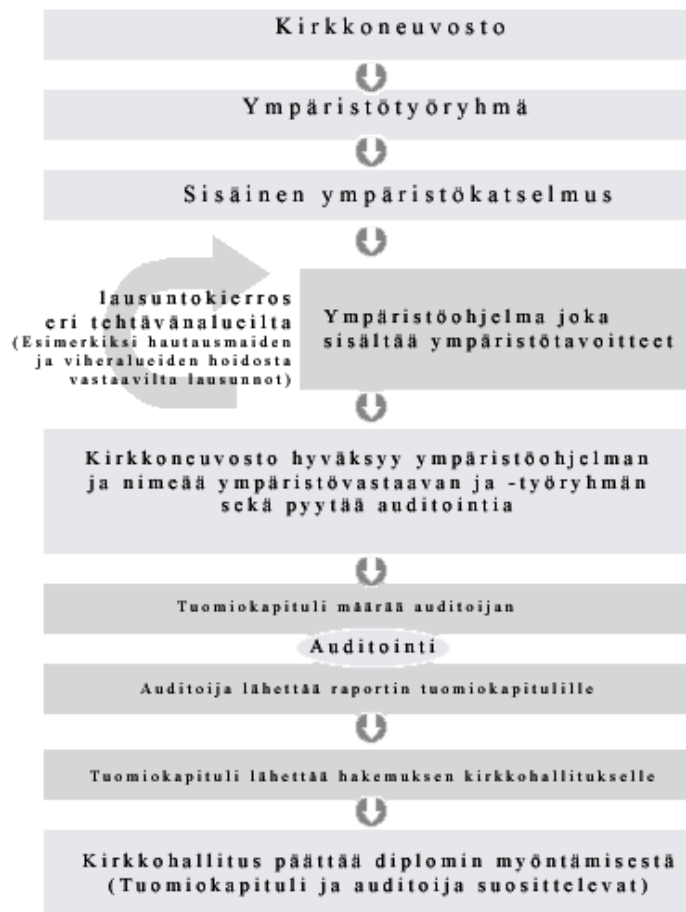 Kirkkoneuvosto
Ympäristötyöryhmä
Sisäinen ympäristökatselmus
lausuntokierros
eri tehtävänalueilta
(Esimerkiksi hautausmaiden
ja viheralueiden hoidosta
vastaavilta lausunnot)
Ympäristöohjelma joka
sisältää ympäristötavoitteet
Kirkkoneuvosto hyväksyy ympäristöohjelman
ja nimeää ympäristövastaavan ja -työryhmän
sekä pyytää auditointia
Tuomiokapituli määrää auditoijan
Auditointi
Auditoija lähettää raportin tuomiokapitulille
Tuomiokapituli lähettää hakemuksen kirkkohallitukselle
Kirkkohallitus päättää diplomin myöntämisestä
(Tuomiokapituli ja auditoija suosittelevat)